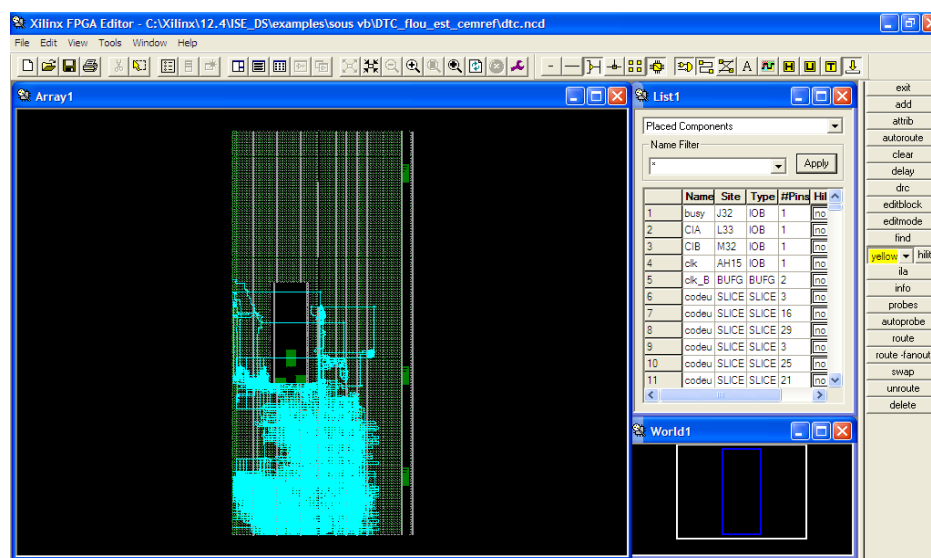 Xilinx FPGA Editor - C:\Xilinx\12.4\ISE_DS\examples\sous vb\DTC_flou_est_cemref\dtc.ncd
File Edit View Tools Window Help
A H U T
Array1
List1
Placed Components
Name Filter
*
Apply
Name Site Type #Pins Hil
1 busy J32 IOB 1 no
2 CIA L33 IOB 1 no
3 CIB M32 IOB 1 no
4 clk AH15 IOB 1 no
5 clk_B BUFG BUFG 2 no
6 codeu SLICE SLICE 3 no
7 codeu SLICE SLICE 16 no
8 codeu SLICE SLICE 29 no
9 codeu SLICE SLICE 3 no
10 codeu SLICE SLICE 25 no
11 codeu SLICE SLICE 21 no
World1
exit
add
attrib
autoroute
clear
delay
drc
editblock
editmode
find
yellow hilit
ila
info
probes
autoprobe
route
route -fanout
swap
unroute
delete